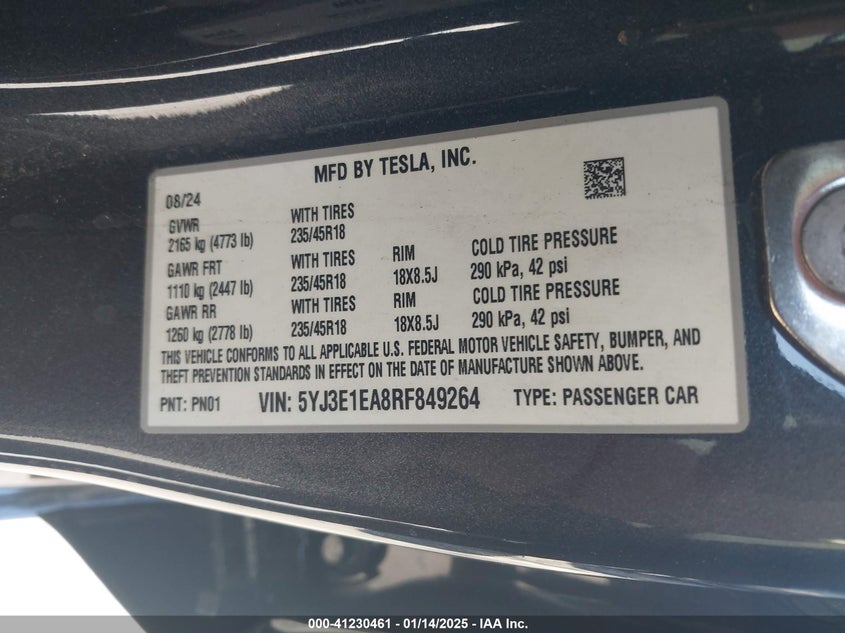 MFD BY TESLA, INC.
08/24
GVWR WITH TIRES
2165 kg (4773 lb) 235/45R18
GAWR FRT WITH TIRES RIM COLD TIRE PRESSURE
1110 kg (2447 lb) 235/45R18 18X8.5J 290 kPa, 42 psi
GAWR RR WITH TIRES RIM COLD TIRE PRESSURE
1260 kg (2778 lb) 235/45R18 18X8.5J 290 kPa, 42 psi
THIS VEHICLE CONFORMS TO ALL APPLICABLE U.S. FEDERAL MOTOR VEHICLE SAFETY, BUMPER, AND
THEFT PREVENTION STANDARDS IN EFFECT ON THE DATE OF MANUFACTURE SHOWN ABOVE.
PNT: PN01 VIN: 5YJ3E1EA8RF849264 TYPE: PASSENGER CAR
000-41230461 - 01/14/2025 - IAA Inc.